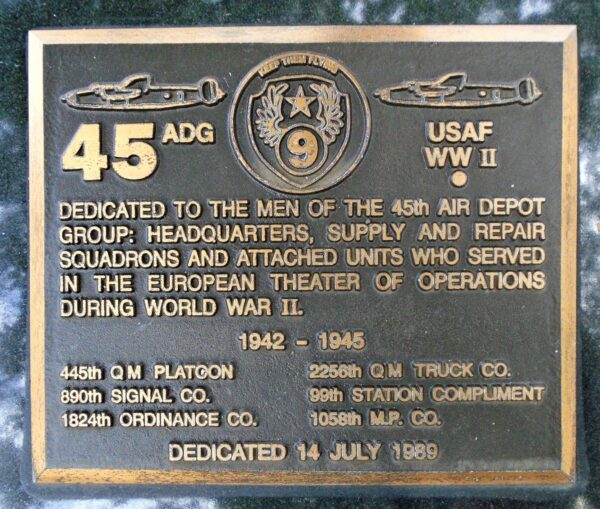 KEEP THEM FLYING
45 ADG
9
USAF
WW II
DEDICATED TO THE MEN OF THE 45th AIR DEPOT
GROUP: HEADQUARTERS, SUPPLY AND REPAIR
SQUADRONS AND ATTACHED UNITS WHO SERVED
IN THE EUROPEAN THEATER OF OPERATIONS
DURING WORLD WAR II.
1942 - 1945
445th QM PLATOON
890th SIGNAL CO.
1824th ORDINANCE CO.
2256th QM TRUCK CO.
99th STATION COMPLIMENT
1058th M.P. CO.
DEDICATED 14 JULY 1989